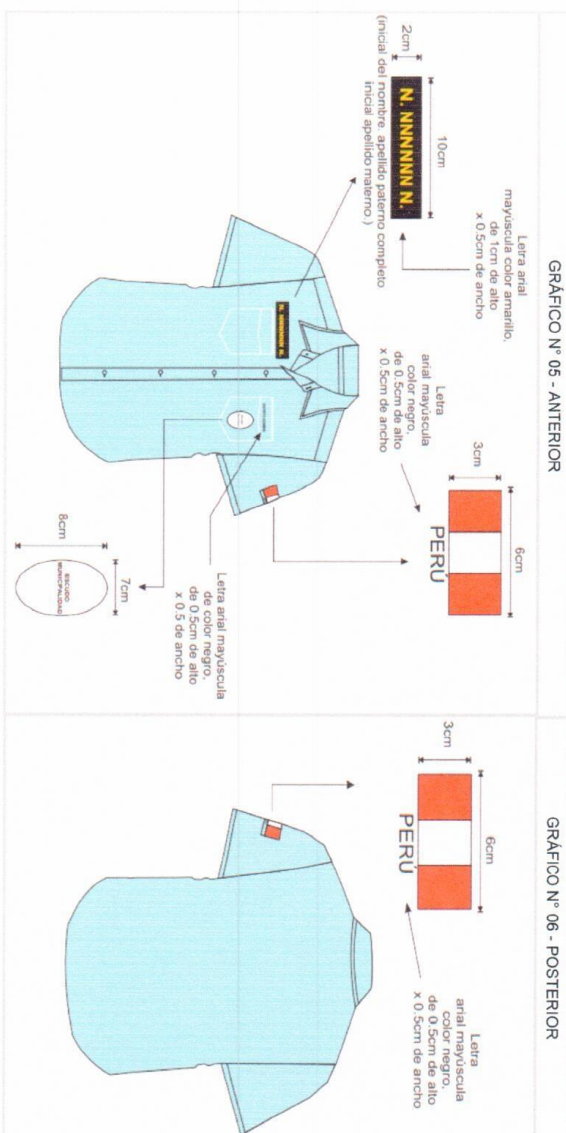 GRÁFICO N° 05 - ANTERIOR
Letra arial
mayúscula color amarillo,
de 1cm de alto
x 0.5cm de ancho
10cm
2cm
N. NNNNNN N.
(inicial del nombre, apellido paterno completo
inicial apellido materno.)
Letra
arial mayúscula
color negro,
de 0.5cm de alto
x 0.5cm de ancho
6cm
3cm
PERÚ
N. NNNNNN N.
Letra arial mayúscula
de color negro,
de 0.5cm de alto
x 0.5 de ancho
7cm
8cm
ESCUDO
MUNICIPALIDAD
GRÁFICO N° 06 - POSTERIOR
6cm
3cm
PERÚ
Letra
arial mayúscula
color negro,
de 0.5cm de alto
x 0.5cm de ancho